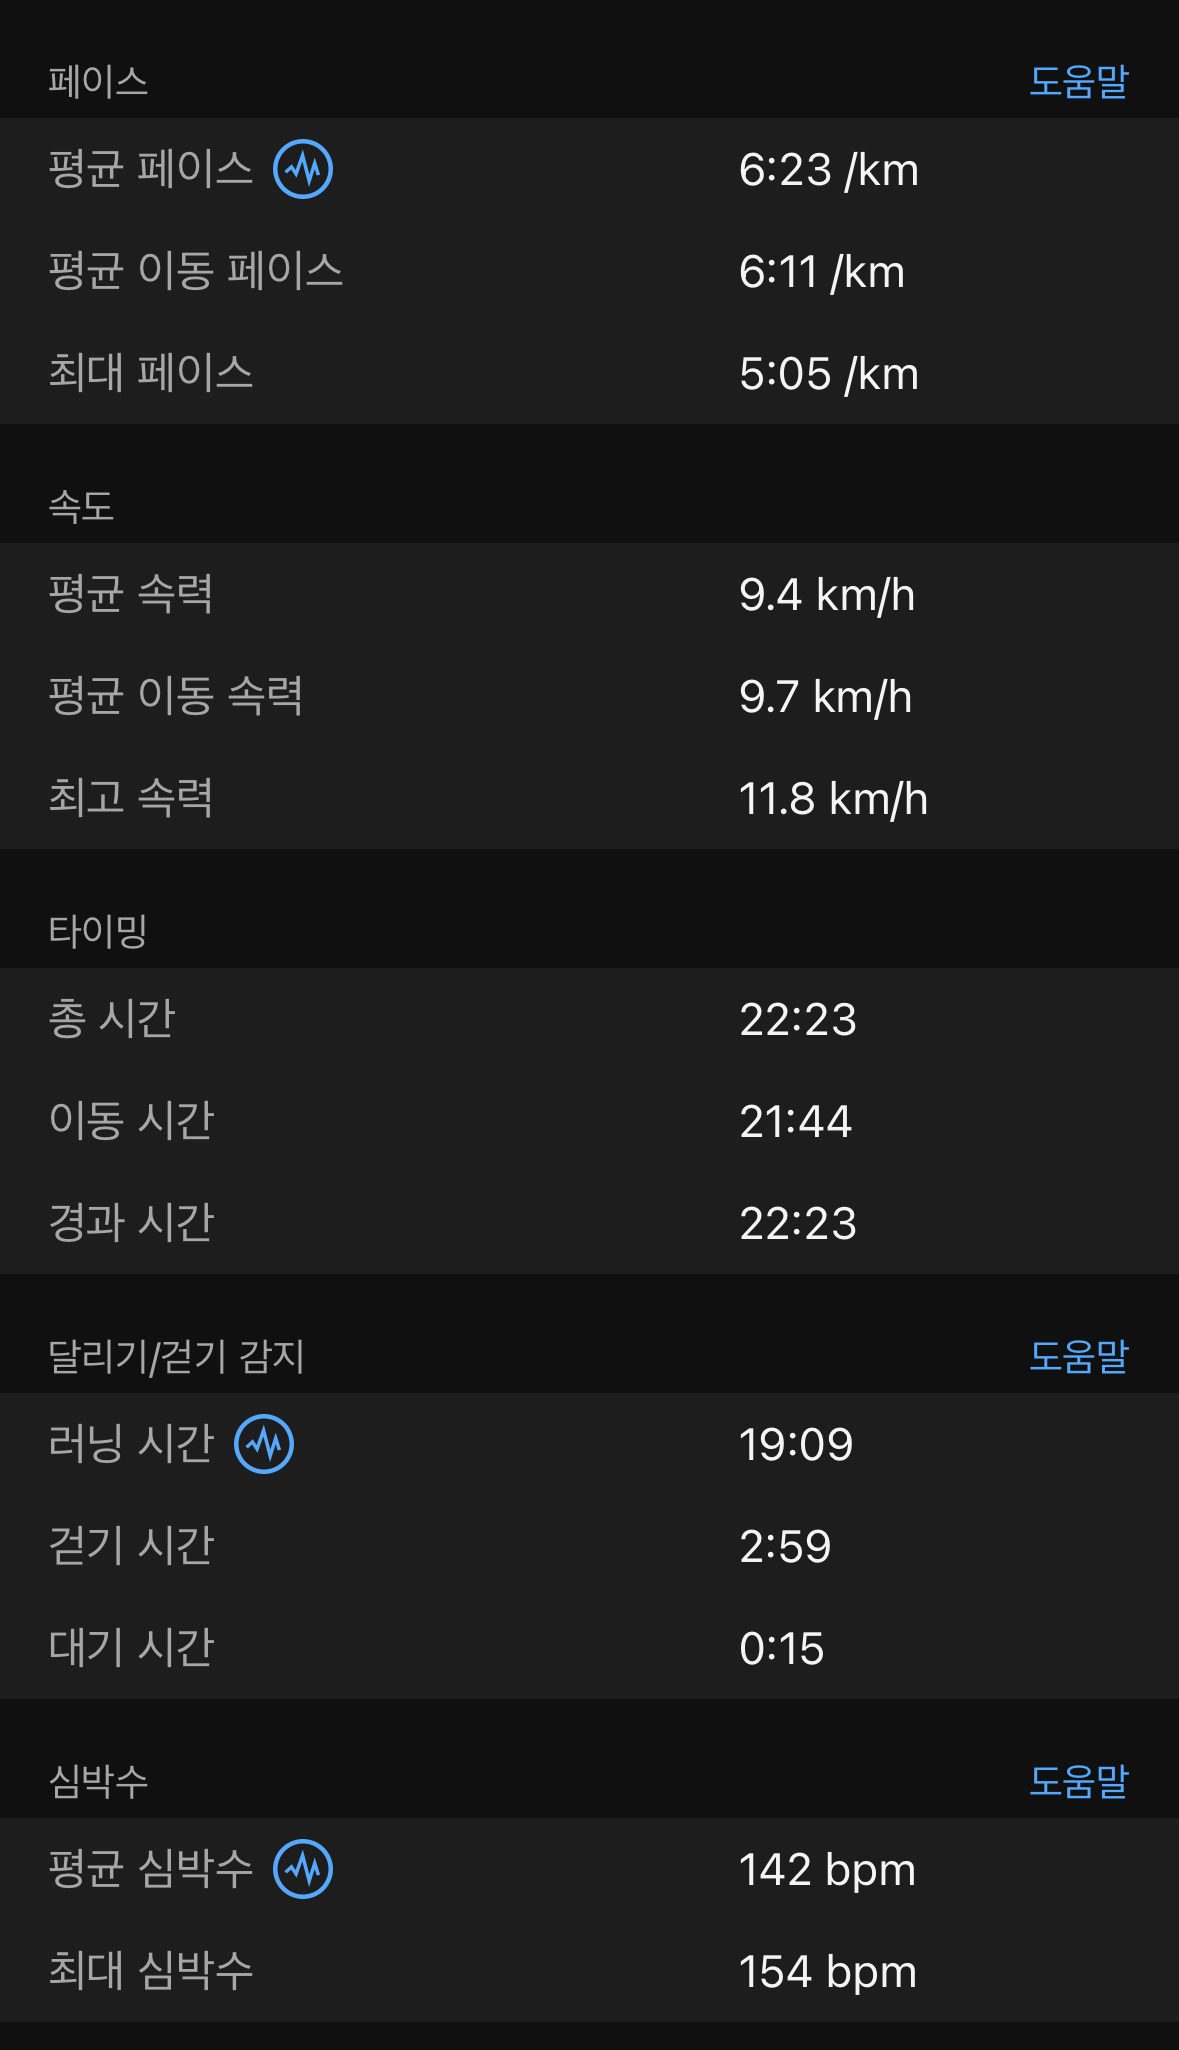 페이스 도움말
평균 페이스 6:23 /km
평균 이동 페이스 6:11 /km
최대 페이스 5:05 /km
속도
평균 속력 9.4 km/h
평균 이동 속력 9.7 km/h
최고 속력 11.8 km/h
타이밍
총 시간 22:23
이동 시간 21:44
경과 시간 22:23
달리기/걷기 감지 도움말
러닝 시간 19:09
걷기 시간 2:59
대기 시간 0:15
심박수 도움말
평균 심박수 142 bpm
최대 심박수 154 bpm